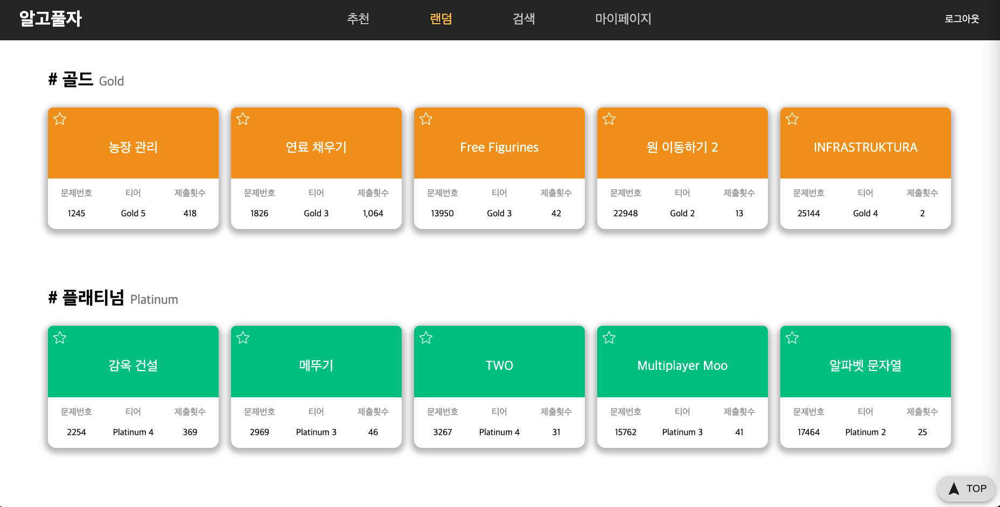 알고풀자 추천 랜덤 검색 마이페이지 로그아웃
# 골드 Gold
농장 관리 연료 채우기 Free Figurines 원 이동하기 2 INFRASTRUKTURA
문제번호 티어 제출횟수 문제번호 티어 제출횟수 문제번호 티어 제출횟수 문제번호 티어 제출횟수 문제번호 티어 제출횟수
1245 Gold 5 418 1826 Gold 3 1,064 13950 Gold 3 42 22948 Gold 2 13 25144 Gold 4 2
# 플래티넘 Platinum
감옥 건설 메뚜기 TWO Multiplayer Moo 알파벳 문자열
문제번호 티어 제출횟수 문제번호 티어 제출횟수 문제번호 티어 제출횟수 문제번호 티어 제출횟수 문제번호 티어 제출횟수
2254 Platinum 4 369 2969 Platinum 3 46 3267 Platinum 4 31 15762 Platinum 3 41 17464 Platinum 2 25
TOP